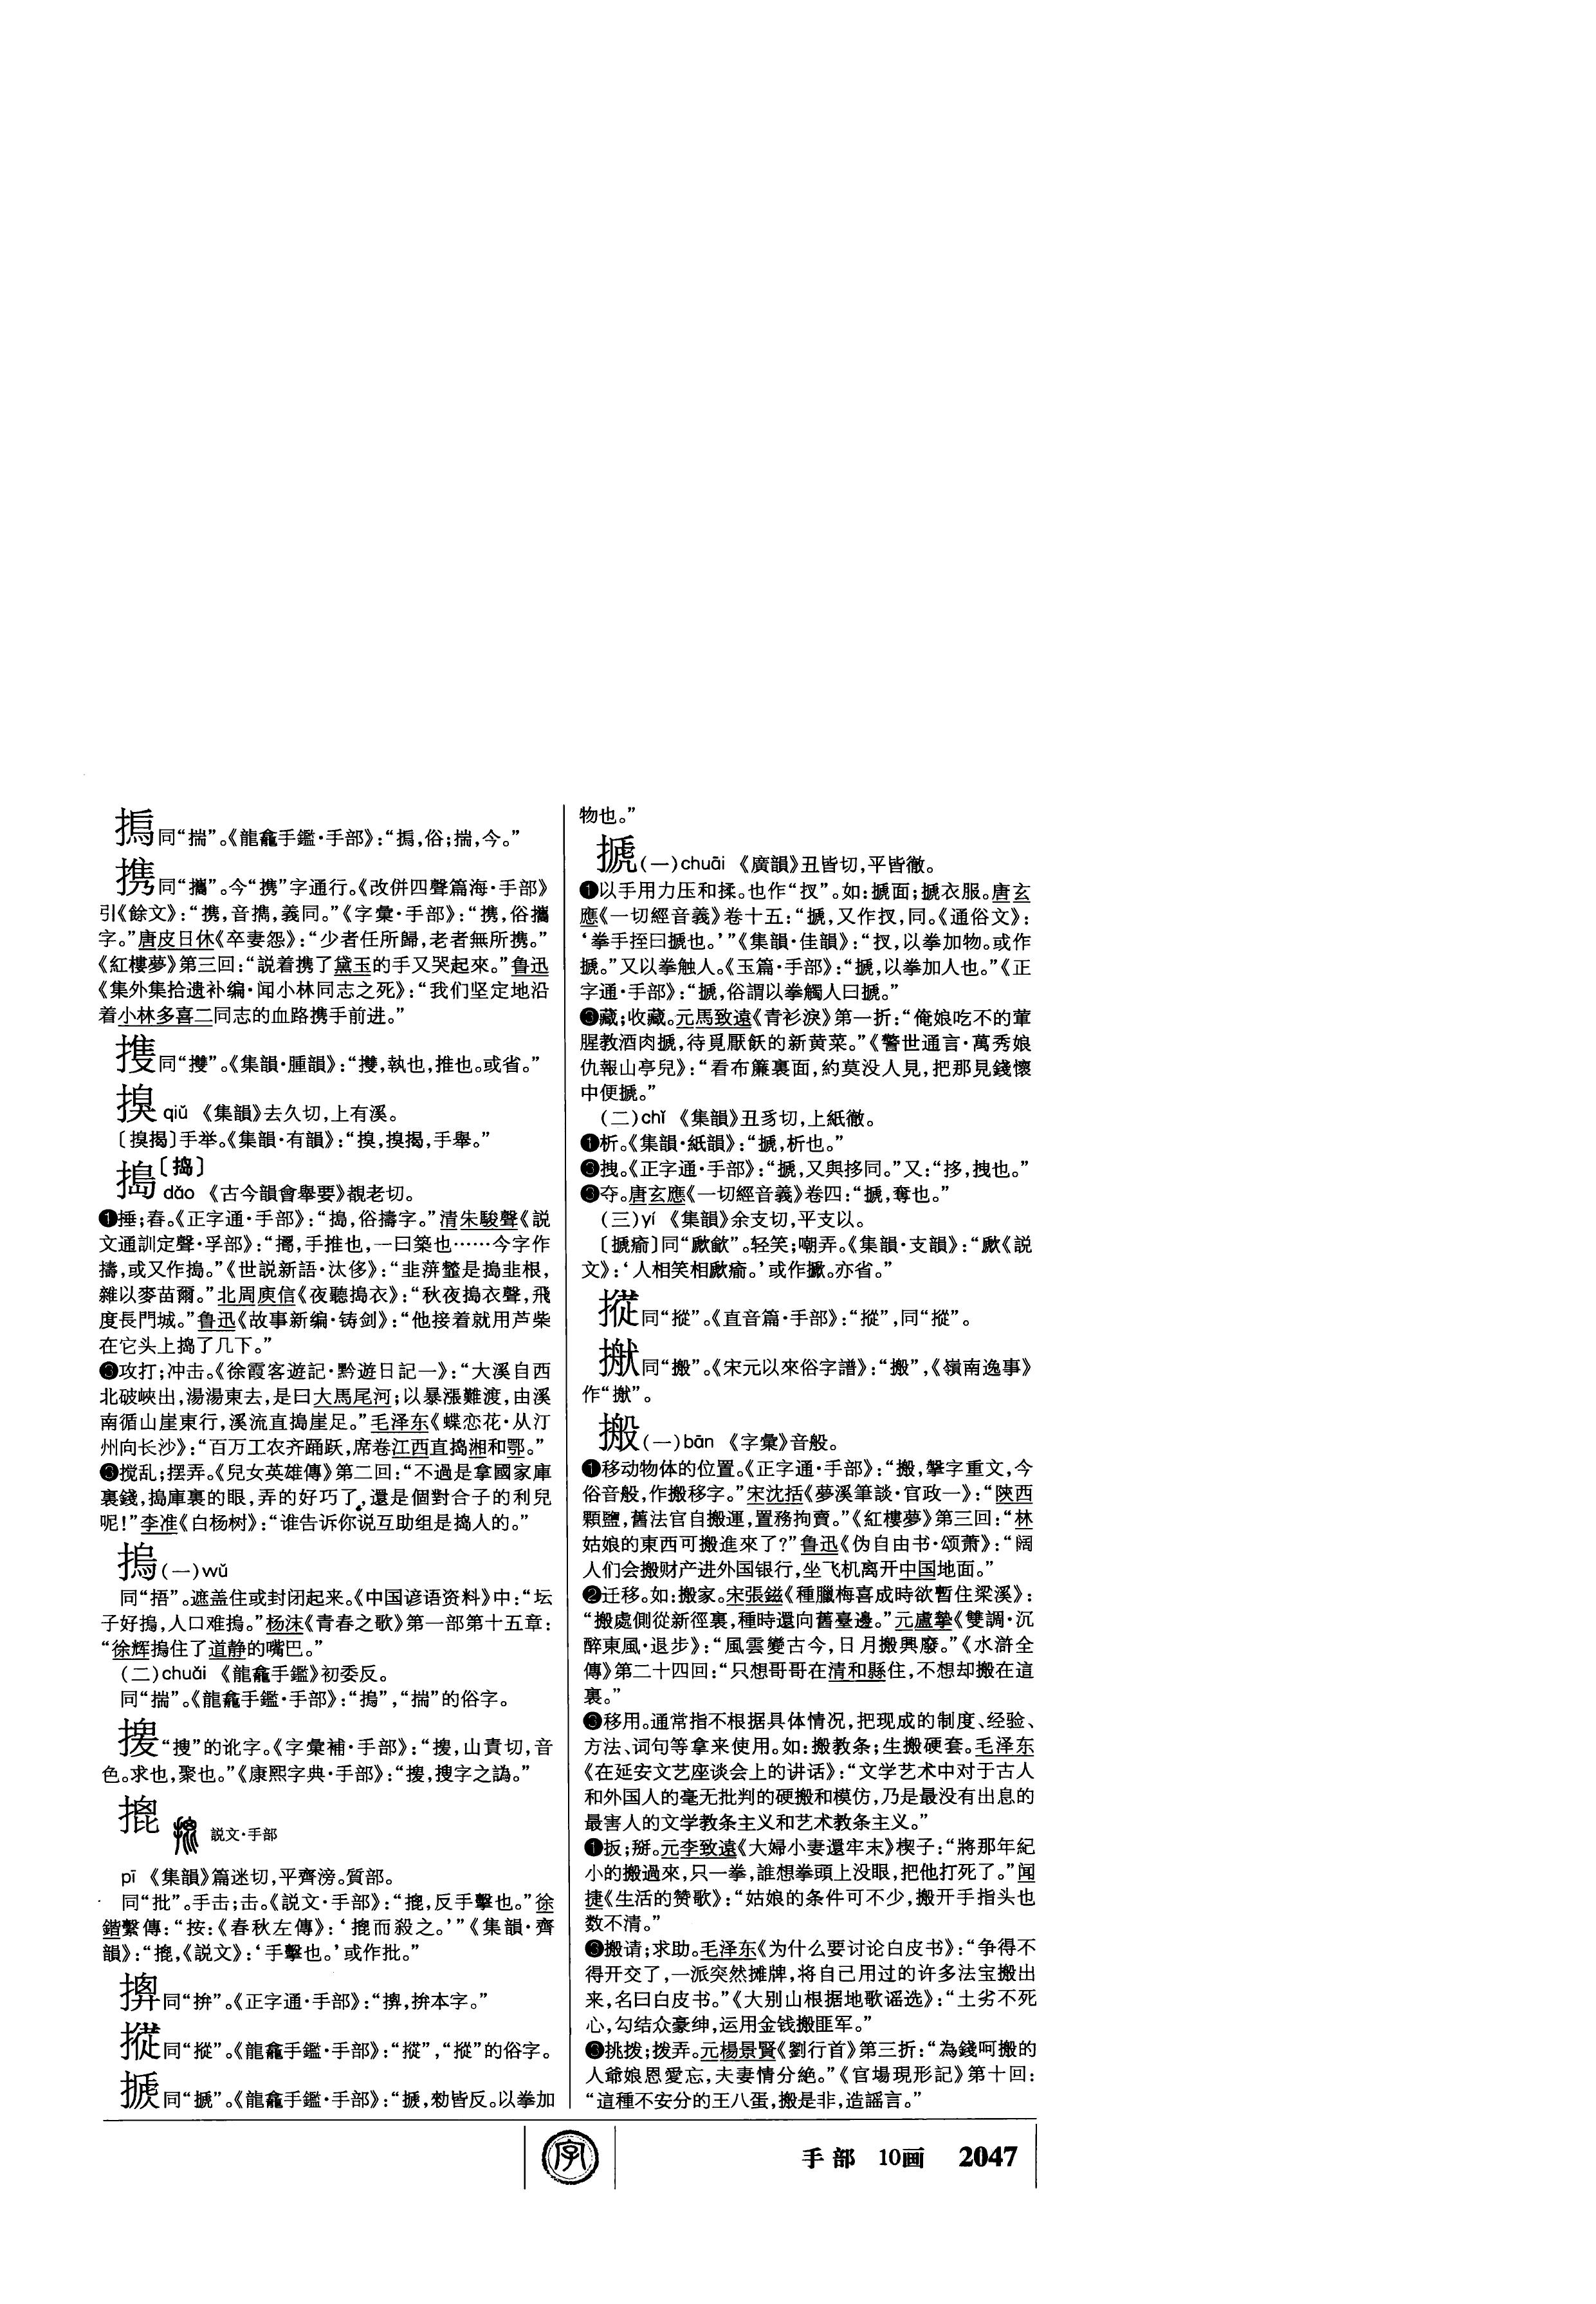 同“揣”。《龍龕手鑑·手部》：“，俗；揣，今。”
携同“攜”。今“携”字通行。《改併四聲篇海·手部》
引《餘文》：“携，音擕，義同。”《字彙·手部》：“携，俗攜
字。”唐皮日休《卒妻怨》：“少者任所歸，老者無所携。”
《紅樓夢》第三回：“説着携了黛玉的手又哭起來。”鲁迅
《集外集拾遗补编·闻小林同志之死》：“我们坚定地沿
着小林多喜二同志的血路携手前进。”
同“㩳”。《集韻·腫韻》：“㩳，執也，推也。或省。”
搝 qiǔ 《集韻》去久切，上有溪。
〔搝揭〕手举。《集韻·有韻》：“搝，搝揭，手舉。”
搗〔捣〕
dǎo 《古今韻會舉要》覩老切。
❶捶；舂。《正字通·手部》：“搗，俗擣字。”清朱駿聲《説
文通訓定聲·孚部》：“㨶，手推也，一曰築也……今字作
擣，或又作搗。”《世説新語·汰侈》：“韭蓱虀是搗韭根，
雜以麥苗爾。”北周庾信《夜聽搗衣》：“秋夜搗衣聲，飛
度長門城。”鲁迅《故事新编·铸剑》：“他接着就用芦柴
在它头上捣了几下。”
❸攻打；冲击。《徐霞客遊記·黔遊日記一》：“大溪自西
北破峽出，湯湯東去，是曰大馬尾河；以暴漲難渡，由溪
南循山崖東行，溪流直搗崖足。”毛泽东《蝶恋花·从汀
州向长沙》：“百万工农齐踊跃，席卷江西直捣湘和鄂。”
❸搅乱；摆弄。《兒女英雄傳》第二回：“不過是拿國家庫
裏錢，搗庫裏的眼，弄的好巧了，還是個對合子的利兒
呢！”李准《白杨树》：“谁告诉你说互助组是捣人的。”
摀(一)wǔ
同“捂”。遮盖住或封闭起来。《中国谚语资料》中：“坛
子好摀，人口难摀。”杨沫《青春之歌》第一部第十五章：
“徐辉摀住了道静的嘴巴。”
(二)chuǎi 《龍龕手鑑》初委反。
同“揣”。《龍龕手鑑·手部》：“摀”，“揣”的俗字。
“搜”的讹字。《字彙補·手部》：“，山責切，音
色。求也，聚也。”《康熙字典·手部》：“，搜字之譌。”
㨽 説文·手部
pī 《集韻》篇迷切，平齊滂。質部。
同“批”。手击；击。《説文·手部》：“㨽，反手擊也。”徐
鍇繫傳：“按：《春秋左傳》：‘㨽而殺之。’”《集韻·齊
韻》：“㨽，《説文》：‘手擊也。’或作批。”
同“拚”。《正字通·手部》：“，拚本字。”
同“摐”。《龍龕手鑑·手部》：“”，“摐”的俗字。
同“搋”。《龍龕手鑑·手部》：“，勑皆反。以拳加
物也。”
搋(一)chuāi 《廣韻》丑皆切，平皆徹。
❶以手用力压和揉。也作“扠”。如：搋面；搋衣服。唐玄
應《一切經音義》卷十五：“搋，又作扠，同。《通俗文》：
‘拳手挃曰搋也。’”《集韻·佳韻》：“扠，以拳加物。或作
搋。”又以拳触人。《玉篇·手部》：“搋，以拳加人也。”《正
字通·手部》：“搋，俗謂以拳觸人曰搋。”
❸藏；收藏。元馬致遠《青衫淚》第一折：“俺娘吃不的葷
腥教酒肉搋，待覓厭飫的新黄菜。”《警世通言·萬秀娘
仇報山亭兒》：“看布簾裏面，約莫没人見，把那見錢懷
中便搋。”
(二)chǐ 《集韻》丑豸切，上紙徹。
❶析。《集韻·紙韻》：“搋，析也。”
❸拽。《正字通·手部》：“搋，又與拸同。”又：“拸，拽也。”
❸夺。唐玄應《一切經音義》卷四：“搋，奪也。”
(三)yí 《集韻》余支切，平支以。
〔搋揄〕同“歋歈”。轻笑；嘲弄。《集韻·支韻》：“歋《説
文》：‘人相笑相歋瘉。’或作擨。亦省。”
同“摐”。《直音篇·手部》：“”，同“摐”。
同“搬”。《宋元以來俗字譜》：“搬”，《嶺南逸事》
作“”。
搬(一)bān 《字彙》音般。
❶移动物体的位置。《正字通·手部》：“搬，擊字重文，今
俗音般，作搬移字。”宋沈括《夢溪筆談·官政一》：“陝西
顆鹽，舊法官自搬運，置務拘賣。”《紅樓夢》第三回：“林
姑娘的東西可搬進來了？”鲁迅《伪自由书·颂萧》：“阔
人们会搬财产进外国银行，坐飞机离开中国地面。”
❷迁移。如：搬家。宋張鎡《種臘梅喜成時欲暫住梁溪》：
“搬處側從新徑裏，種時還向舊臺邊。”元盧摯《雙調·沉
醉東風·退步》：“風雲變古今，日月搬興廢。”《水滸全
傳》第二十四回：“只想哥哥在清和縣住，不想却搬在這
裏。”
❸移用。通常指不根据具体情况，把现成的制度、经验、
方法、词句等拿来使用。如：搬教条；生搬硬套。毛泽东
《在延安文艺座谈会上的讲话》：“文学艺术中对于古人
和外国人的毫无批判的硬搬和模仿，乃是最没有出息的
最害人的文学教条主义和艺术教条主义。”
❶扳；掰。元李致遠《大婦小妻還牢末》楔子：“將那年紀
小的搬過來，只一拳，誰想拳頭上没眼，把他打死了。”闻
捷《生活的赞歌》：“姑娘的条件可不少，搬开手指头也
数不清。”
❸搬请；求助。毛泽东《为什么要讨论白皮书》：“争得不
得开交了，一派突然摊牌，将自己用过的许多法宝搬出
来，名曰白皮书。”《大别山根据地歌谣选》：“土劣不死
心，勾结众豪绅，运用金钱搬匪军。”
❸挑拨；拨弄。元楊景賢《劉行首》第三折：“為錢呵搬的
人爺娘恩愛忘，夫妻情分絶。”《官場現形記》第十回：
“這種不安分的王八蛋，搬是非，造謡言。”
字
手部 10画 2047